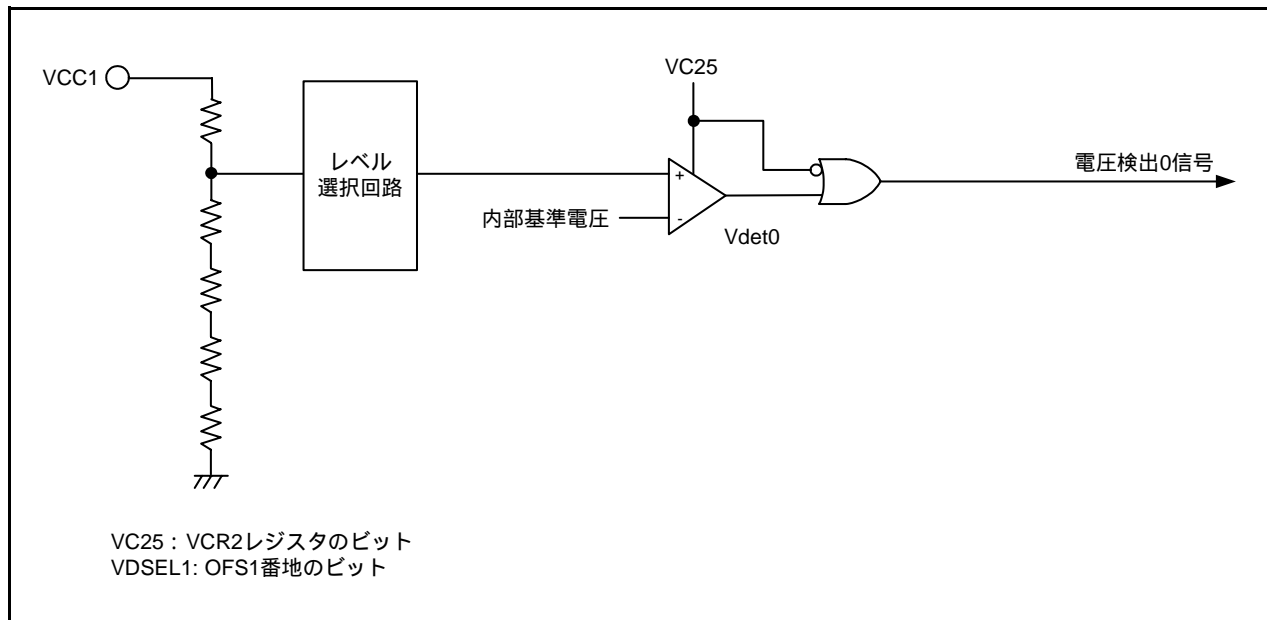 VCC1
VC25
レベル
選択回路
+
-
内部基準電圧
Vdet0
電圧検出0信号
VC25 : VCR2レジスタのビット
VDSEL1: OFS1番地のビット